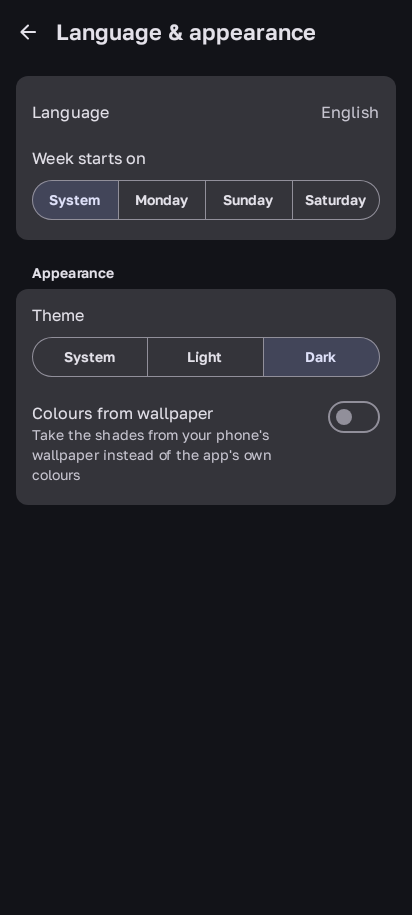 Language & appearance
Language English
Week starts on
System Monday Sunday Saturday
Appearance
Theme
System Light Dark
Colours from wallpaper
Take the shades from your phone's
wallpaper instead of the app's own
colours